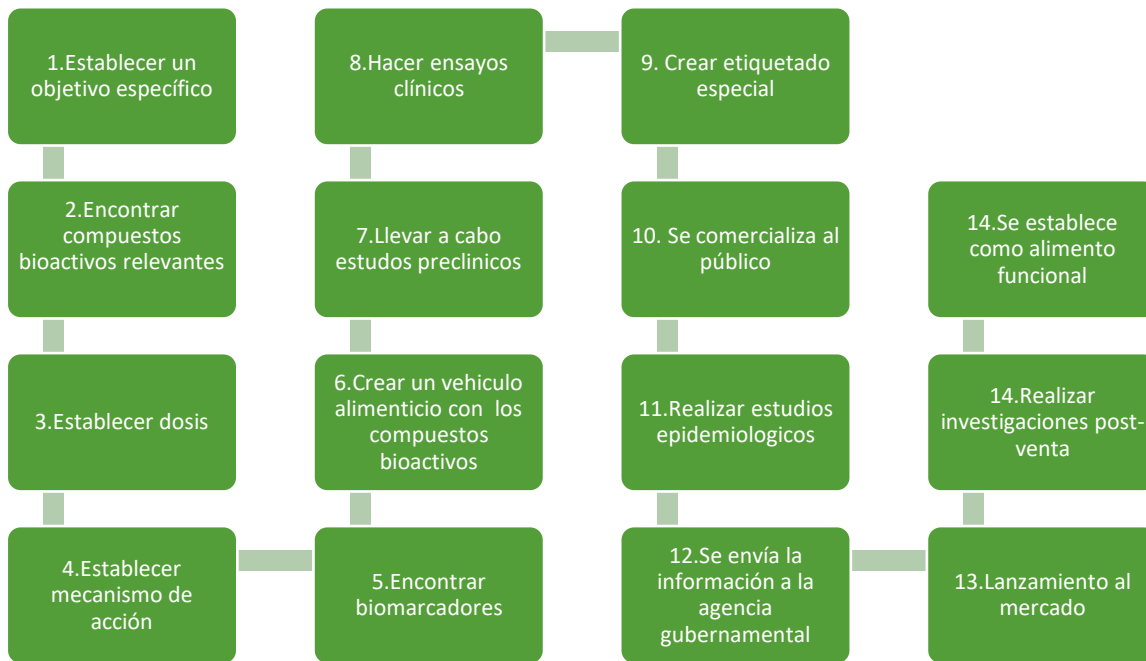 1.Establecer un
objetivo específico
2.Encontrar
compuestos
bioactivos relevantes
3.Establecer dosis
4.Establecer
mecanismo de
acción
5.Encontrar
biomarcadores
6.Crear un vehiculo
alimenticio con los
compuestos
bioactivos
7.Llevar a cabo
estudos preclinicos
8.Hacer ensayos
clínicos
9. Crear etiquetado
especial
10. Se comercializa al
público
11.Realizar estudios
epidemiologicos
12.Se envía la
información a la
agencia
gubernamental
13.Lanzamiento al
mercado
14.Realizar
investigaciones post-
venta
14.Se establece
como alimento
funcional